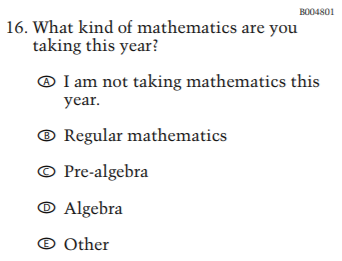 B004801
16. What kind of mathematics are you
taking this year?
A I am not taking mathematics this
year.
B Regular mathematics
C Pre-algebra
D Algebra
E Other